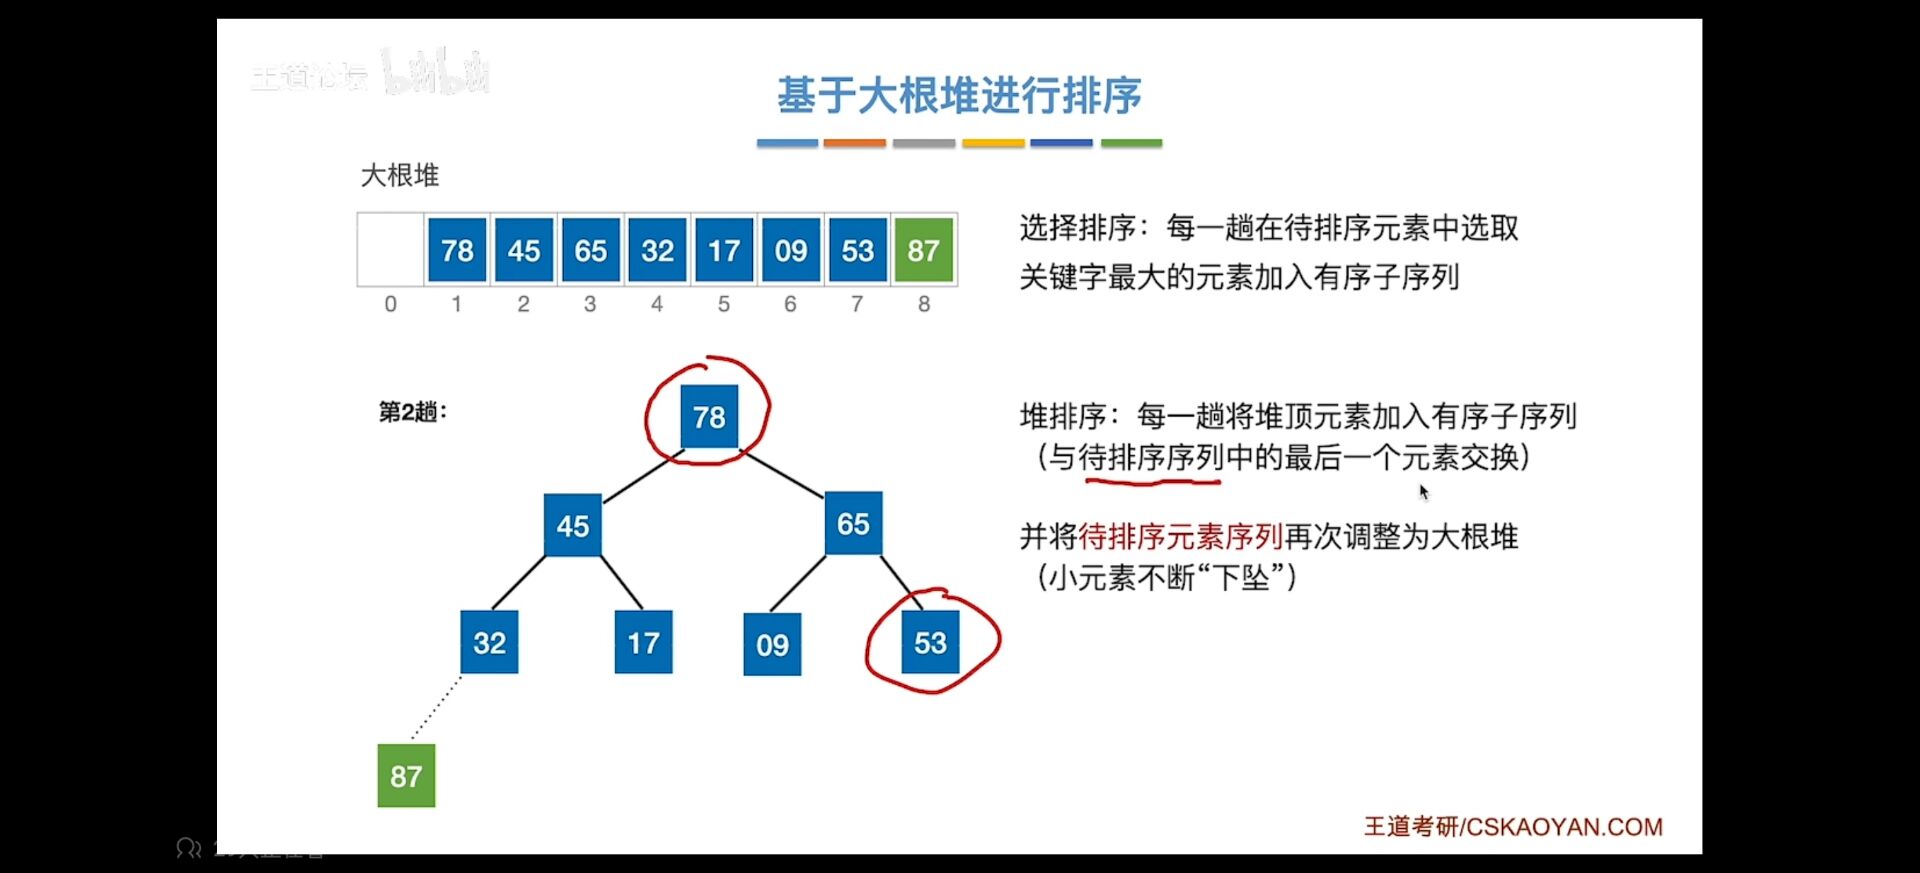 王道论坛 bilibili
基于大根堆进行排序
大根堆
78 45 65 32 17 09 53 87
0 1 2 3 4 5 6 7 8
选择排序：每一趟在待排序元素中选取
关键字最大的元素加入有序子序列
第2趟：
78
45 65
32 17 09 53
87
堆排序：每一趟将堆顶元素加入有序子序列
（与待排序序列中的最后一个元素交换）
并将待排序元素序列再次调整为大根堆
（小元素不断“下坠”）
王道考研/CSKAOYAN.COM